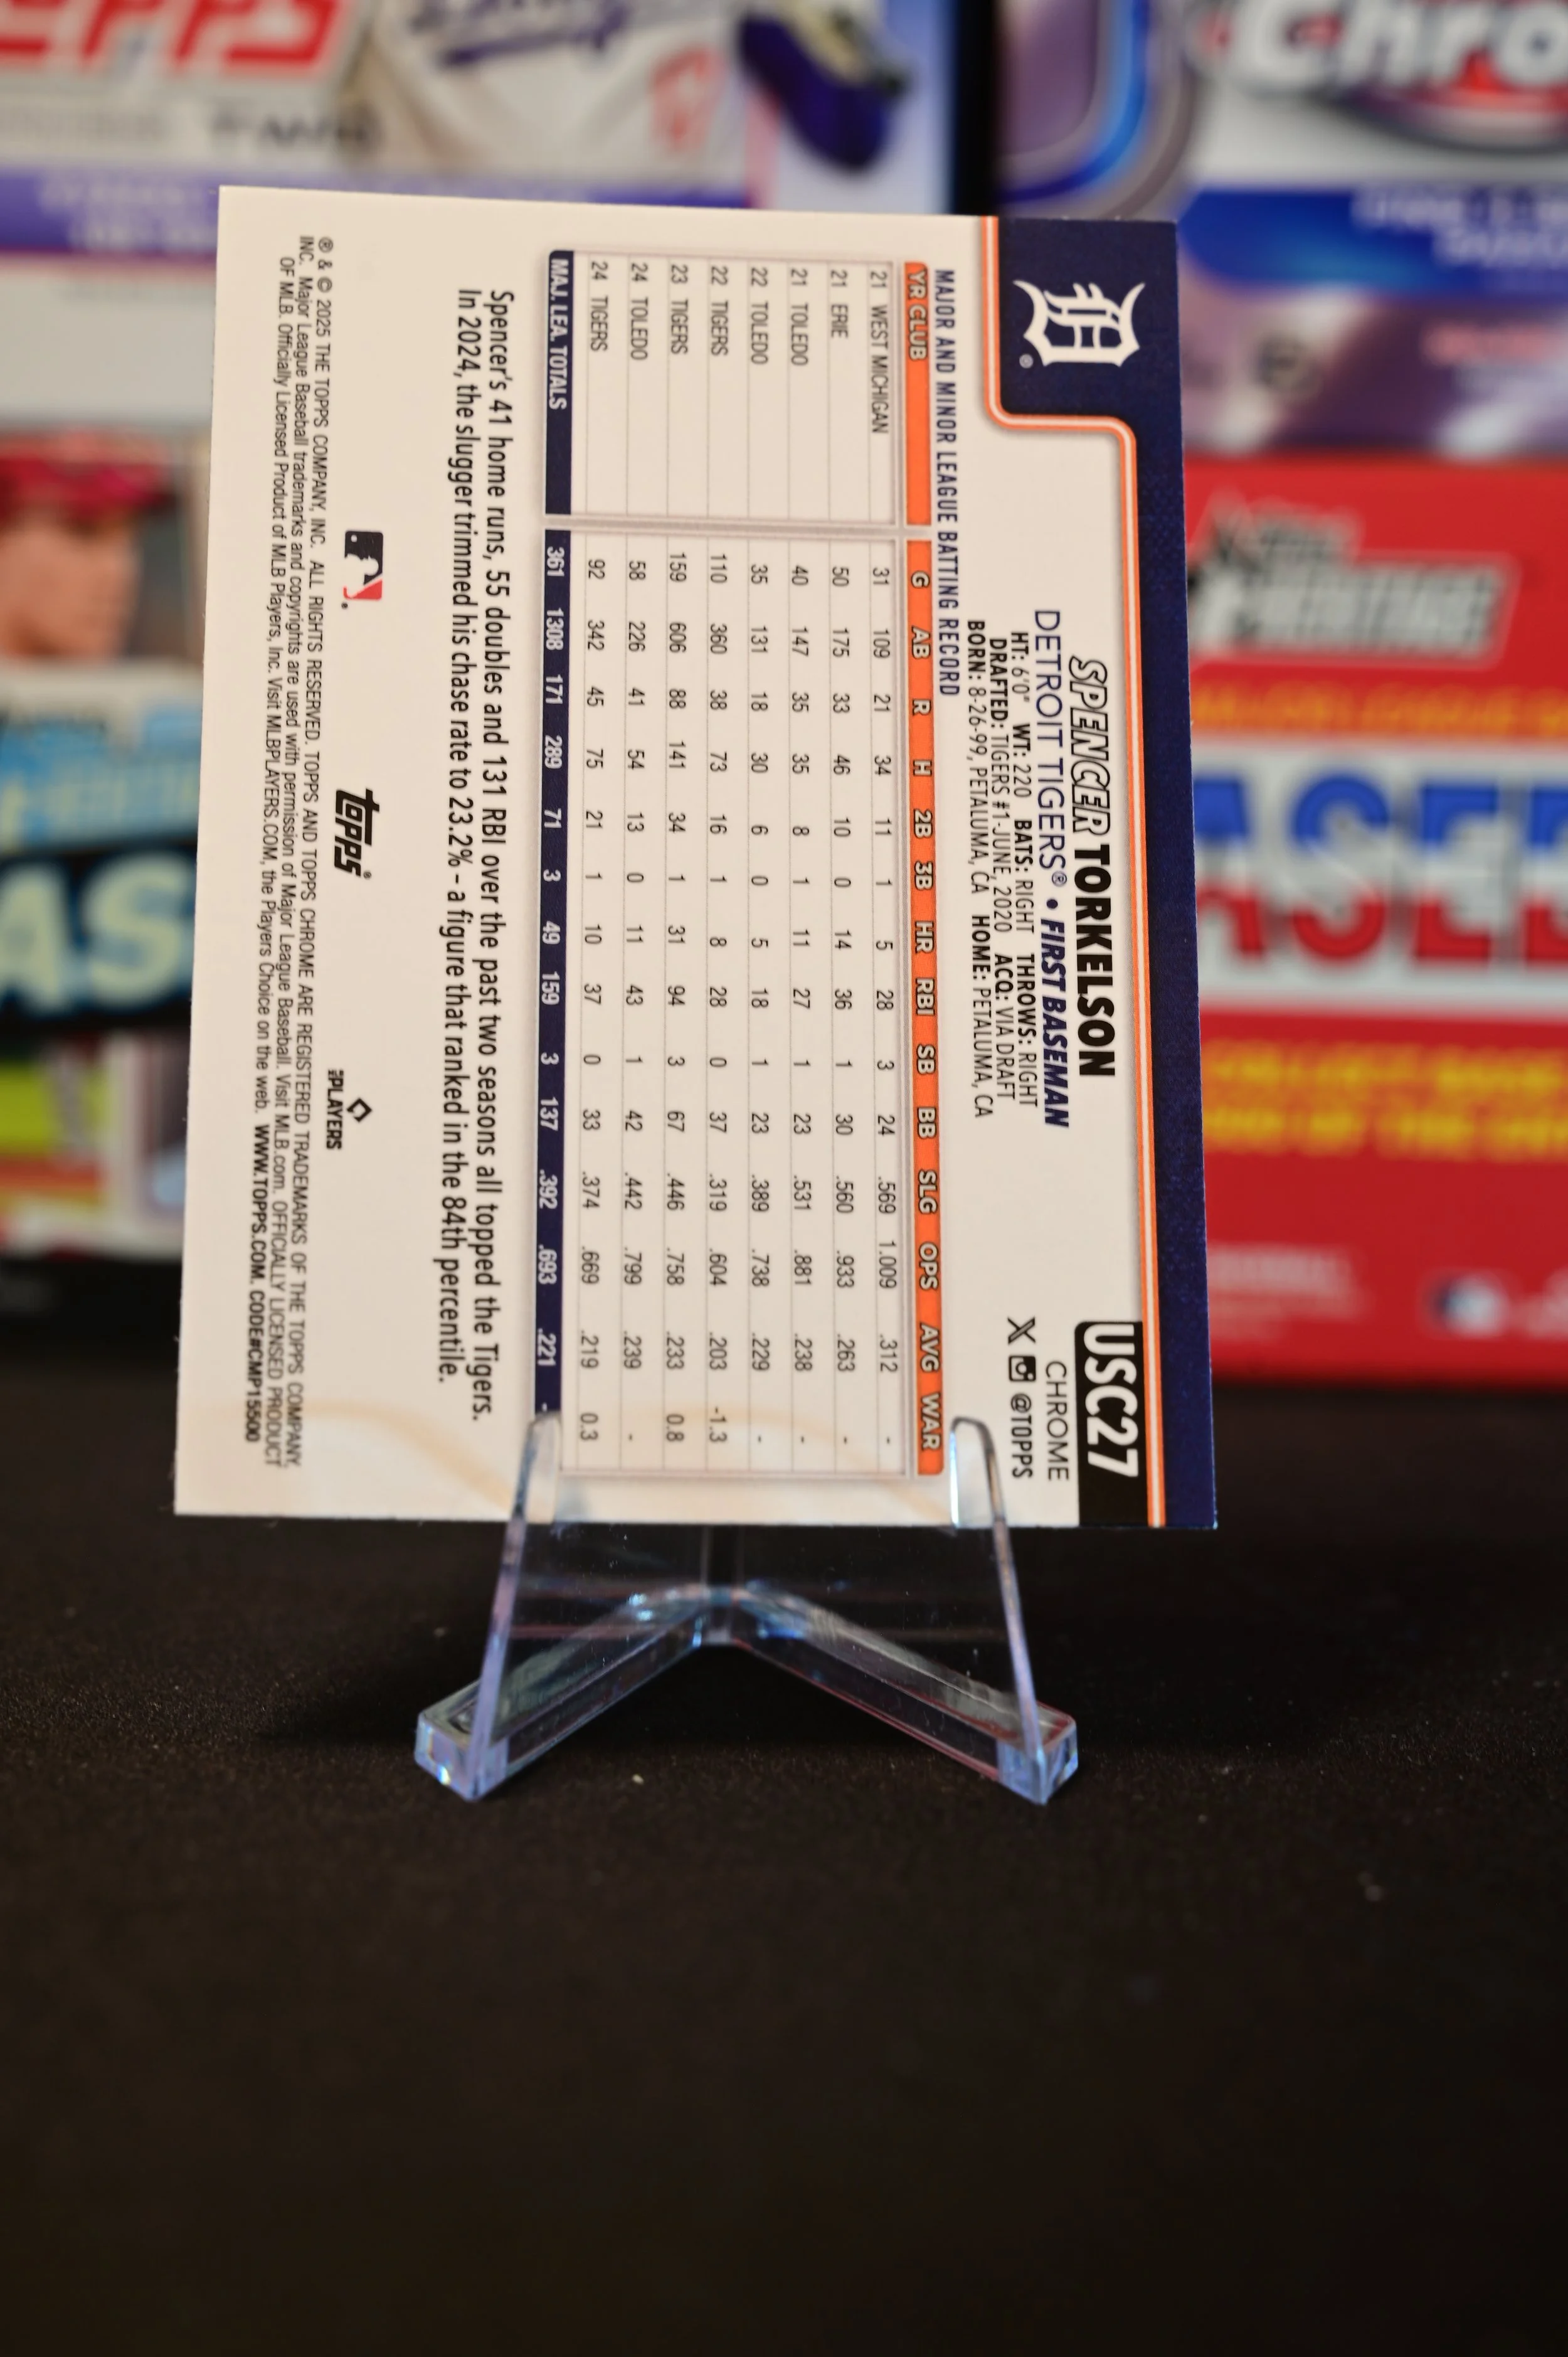 USC27
CHROME
X @TOPPS
SPENCER TORKELSON
DETROIT TIGERS® • FIRST BASEMAN
HT: 6'0" WT: 220 BATS: RIGHT THROWS: RIGHT
DRAFTED: TIGERS #1-JUNE, 2020 ACQ: VIA DRAFT
BORN: 8-26-99, PETALUMA, CA HOME: PETALUMA, CA
MAJOR AND MINOR LEAGUE BATTING RECORD
YR CLUB G AB R H 2B 3B HR RBI SB BB SLG OPS AVG WAR
21 WEST MICHIGAN 31 109 21 34 11 1 5 28 3 24 .569 1.009 .312 -
21 ERIE 50 175 33 46 10 0 14 36 1 30 .560 .933 .263 -
21 TOLEDO 40 147 35 35 8 1 11 27 1 23 .531 .881 .238 -
22 TOLEDO 35 131 18 30 6 0 5 18 1 23 .389 .738 .229 -
22 TIGERS 110 360 38 73 16 1 8 28 0 37 .319 .604 .203 -1.3
23 TIGERS 159 606 88 141 34 1 31 94 3 67 .446 .758 .233 0.8
24 TOLEDO 58 226 41 54 13 0 11 43 1 42 .442 .799 .239 -
24 TIGERS 92 342 45 75 21 1 10 37 0 33 .374 .669 .219 0.3
MAJ. LEA. TOTALS 361 1308 171 289 71 3 49 159 3 137 .392 .693 .221 -
Spencer's 41 home runs, 55 doubles and 131 RBI over the past two seasons all topped the Tigers.
In 2024, the slugger trimmed his chase rate to 23.2% – a figure that ranked in the 84th percentile.
topps®
PLAYERS
® & © 2025 THE TOPPS COMPANY, INC. ALL RIGHTS RESERVED. TOPPS AND TOPPS CHROME ARE REGISTERED TRADEMARKS OF THE TOPPS COMPANY,
INC. Major League Baseball trademarks and copyrights are used with permission of Major League Baseball. Visit MLB.com. OFFICIALLY LICENSED PRODUCT
OF MLB. Officially Licensed Product of MLB Players, Inc. Visit MLBPLAYERS.COM, the Players Choice on the web. WWW.TOPPS.COM. CODE#CMP155000